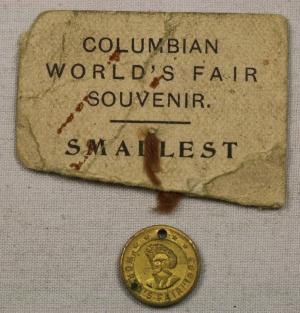 COLUMBIAN
WORLD'S FAIR
SOUVENIR.
SMALLEST